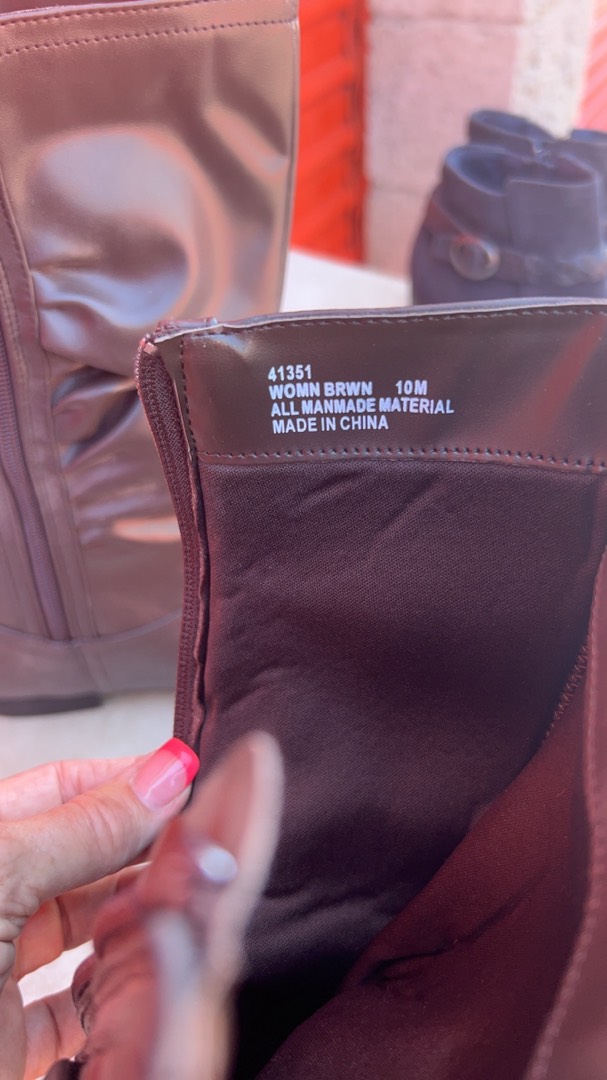 41351
WOMN BRWN 10M
ALL MANMADE MATERIAL
MADE IN CHINA